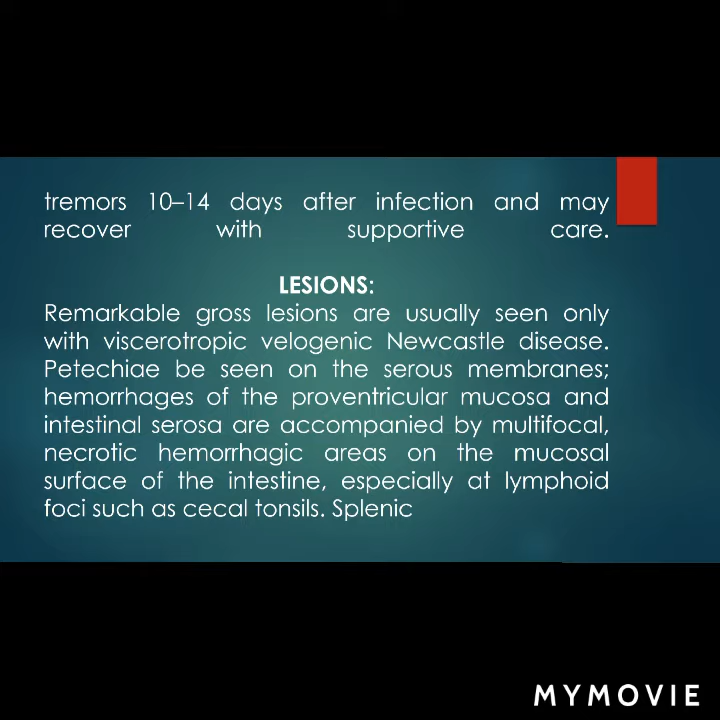 tremors 10–14 days after infection and may
recover with supportive care.
LESIONS:
Remarkable gross lesions are usually seen only
with viscerotropic velogenic Newcastle disease.
Petechiae be seen on the serous membranes;
hemorrhages of the proventricular mucosa and
intestinal serosa are accompanied by multifocal,
necrotic hemorrhagic areas on the mucosal
surface of the intestine, especially at lymphoid
foci such as cecal tonsils. Splenic
MYMOVIE